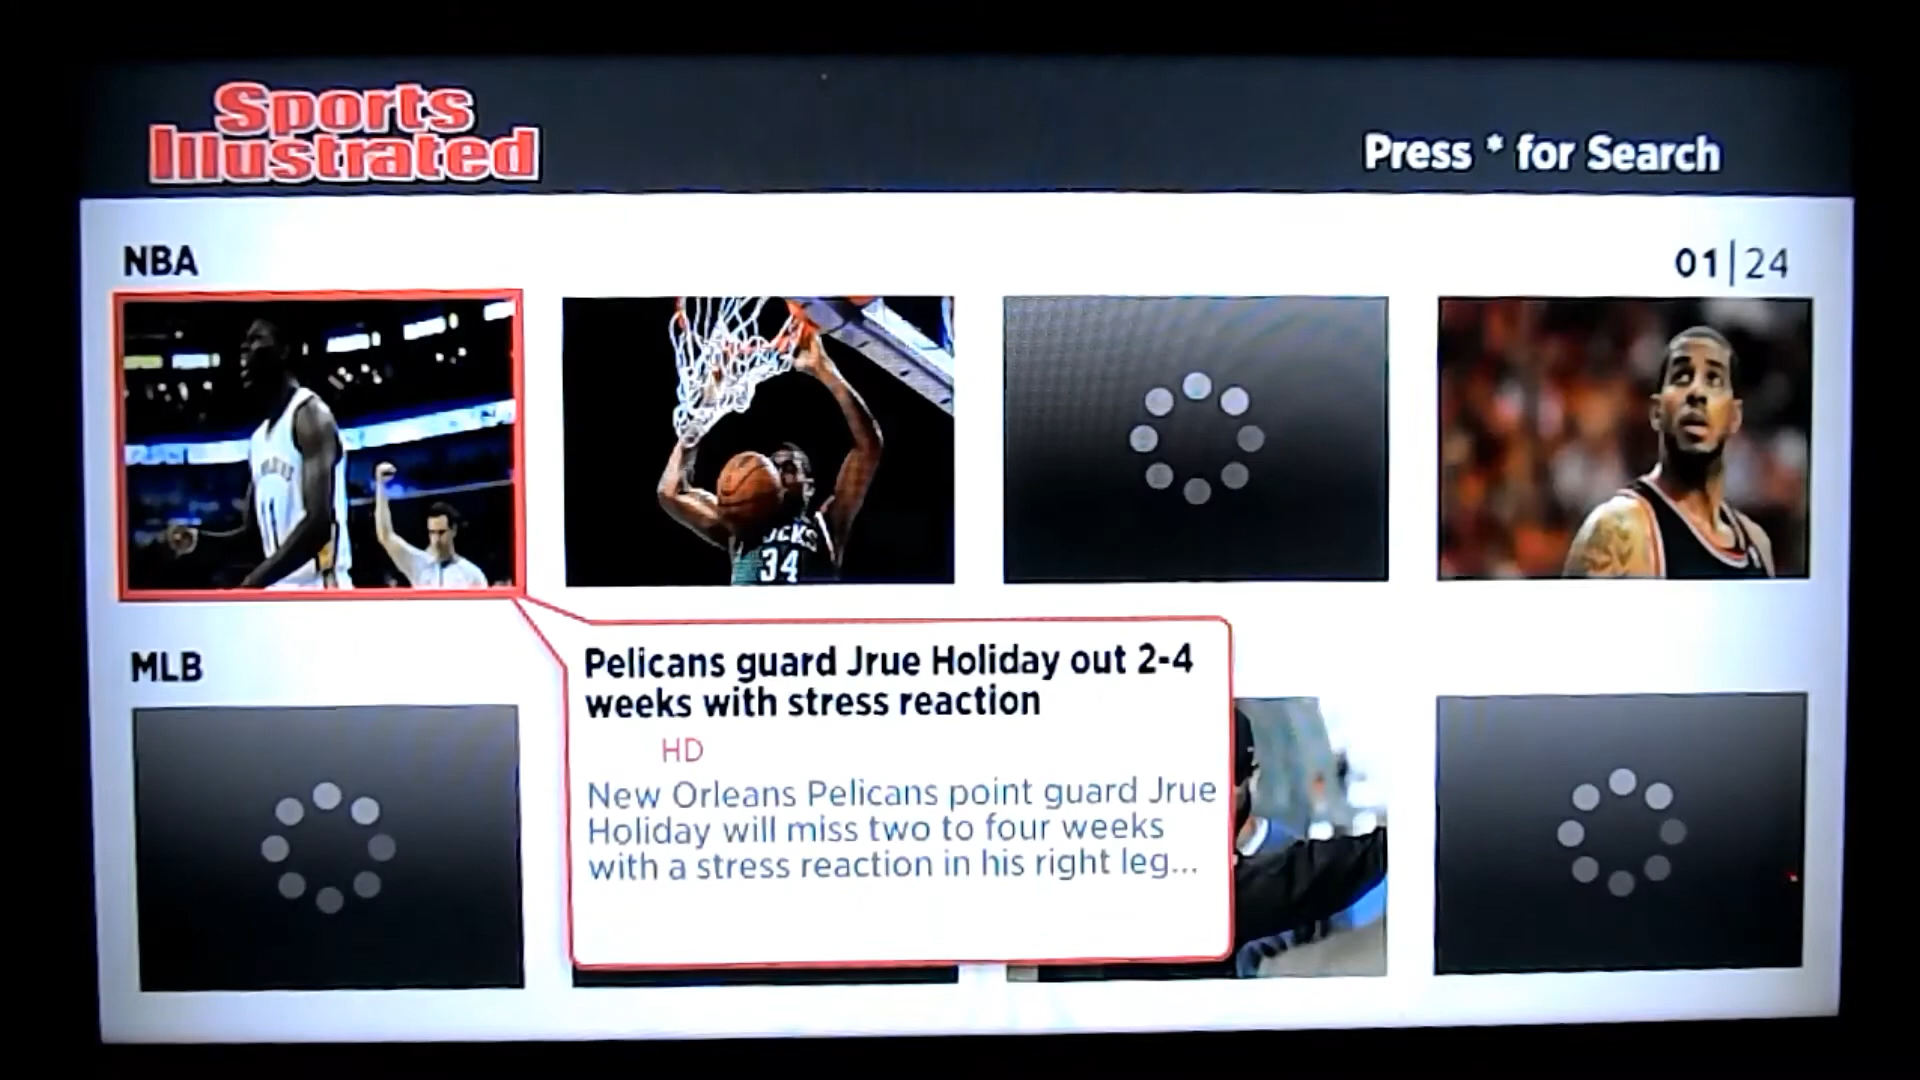 Sports
Illustrated
Press * for Search
NBA
01|24
34
MLB
Pelicans guard Jrue Holiday out 2-4
weeks with stress reaction
HD
New Orleans Pelicans point guard Jrue
Holiday will miss two to four weeks
with a stress reaction in his right leg...